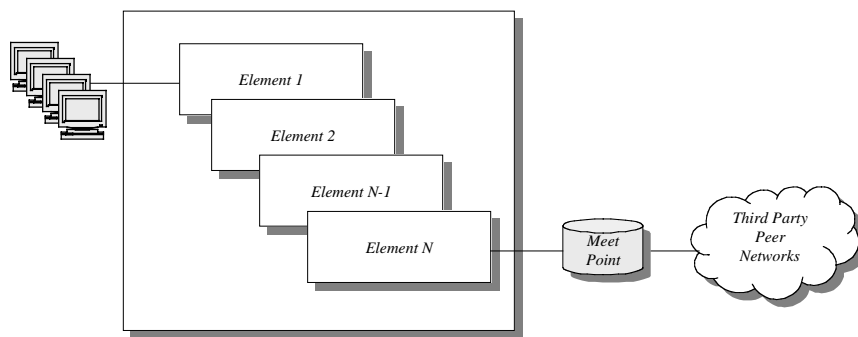 Element 1
Element 2
Element N-1
Element N
Meet
Point
Third Party
Peer
Networks